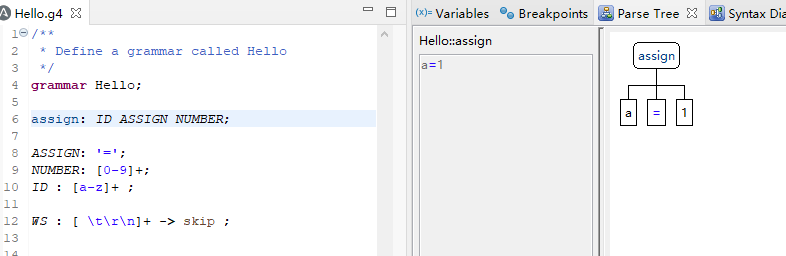 Hello.g4
1 /**
2 * Define a grammar called Hello
3 */
4 grammar Hello;
5
6 assign: ID ASSIGN NUMBER;
7
8 ASSIGN: '=';
9 NUMBER: [0-9]+;
10 ID : [a-z]+ ;
11
12 WS : [ \t\r\n]+ -> skip ;
13
14
(x)= Variables Breakpoints Parse Tree Syntax Dia
Hello::assign
a=1
assign
a = 1